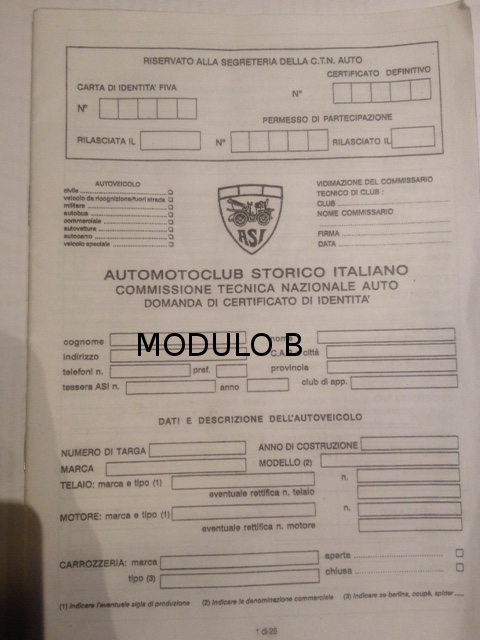 RISERVATO ALLA SEGRETERIA DELLA C.T.N. AUTO
CERTIFICATO DEFINITIVO
CARTA DI IDENTITA' FIVA
N°
N°
PERMESSO DI PARTECIPAZIONE
RILASCIATA IL
N°
RILASCIATO IL
AUTOVEICOLO
civile
veicolo da ricognizione/fuori strada
militare
autobus
commerciale
autovettura
autocarro
veicolo speciale
VIDIMAZIONE DEL COMMISSARIO
TECNICO DI CLUB :
CLUB
NOME COMMISSARIO
FIRMA
DATA
ASI
AUTOMOTOCLUB STORICO ITALIANO
COMMISSIONE TECNICA NAZIONALE AUTO
DOMANDA DI CERTIFICATO DI IDENTITA'
cognome
nome
MODULO B
indirizzo
C.A.P. città
telefoni n.
pref.
provincia
tessera ASI n.
anno
club di app.
DATI E DESCRIZIONE DELL'AUTOVEICOLO
NUMERO DI TARGA
ANNO DI COSTRUZIONE
MARCA
MODELLO (2)
TELAIO: marca e tipo (1)
n.
eventuale rettifica n. telaio
MOTORE: marca e tipo (1)
n.
eventuale rettifica n. motore
CARROZZERIA: marca
aperta
tipo (3)
chiusa
(1) Indicare l'eventuale sigla di produzione (2) Indicare la denominazione commerciale (3) Indicare se berlina, coupé, spider ....
1 di 28